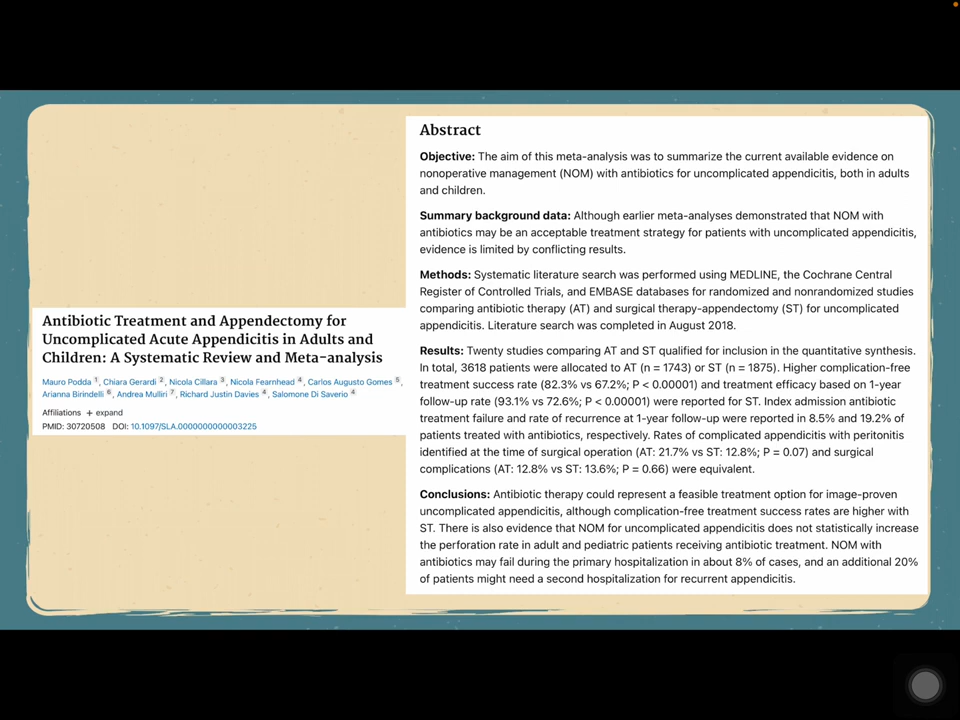 Antibiotic Treatment and Appendectomy for
Uncomplicated Acute Appendicitis in Adults and
Children: A Systematic Review and Meta-analysis
Mauro Podda 1, Chiara Gerardi 2, Nicola Cillara 3, Nicola Fearnhead 4, Carlos Augusto Gomes 5,
Arianna Birindelli 6, Andrea Mulliri 7, Richard Justin Davies 4, Salomone Di Saverio 4
Affiliations + expand
PMID: 30720508 DOI: 10.1097/SLA.0000000000003225
Abstract
Objective: The aim of this meta-analysis was to summarize the current available evidence on
nonoperative management (NOM) with antibiotics for uncomplicated appendicitis, both in adults
and children.
Summary background data: Although earlier meta-analyses demonstrated that NOM with
antibiotics may be an acceptable treatment strategy for patients with uncomplicated appendicitis,
evidence is limited by conflicting results.
Methods: Systematic literature search was performed using MEDLINE, the Cochrane Central
Register of Controlled Trials, and EMBASE databases for randomized and nonrandomized studies
comparing antibiotic therapy (AT) and surgical therapy-appendectomy (ST) for uncomplicated
appendicitis. Literature search was completed in August 2018.
Results: Twenty studies comparing AT and ST qualified for inclusion in the quantitative synthesis.
In total, 3618 patients were allocated to AT (n = 1743) or ST (n = 1875). Higher complication-free
treatment success rate (82.3% vs 67.2%; P < 0.00001) and treatment efficacy based on 1-year
follow-up rate (93.1% vs 72.6%; P < 0.00001) were reported for ST. Index admission antibiotic
treatment failure and rate of recurrence at 1-year follow-up were reported in 8.5% and 19.2% of
patients treated with antibiotics, respectively. Rates of complicated appendicitis with peritonitis
identified at the time of surgical operation (AT: 21.7% vs ST: 12.8%; P = 0.07) and surgical
complications (AT: 12.8% vs ST: 13.6%; P = 0.66) were equivalent.
Conclusions: Antibiotic therapy could represent a feasible treatment option for image-proven
uncomplicated appendicitis, although complication-free treatment success rates are higher with
ST. There is also evidence that NOM for uncomplicated appendicitis does not statistically increase
the perforation rate in adult and pediatric patients receiving antibiotic treatment. NOM with
antibiotics may fail during the primary hospitalization in about 8% of cases, and an additional 20%
of patients might need a second hospitalization for recurrent appendicitis.